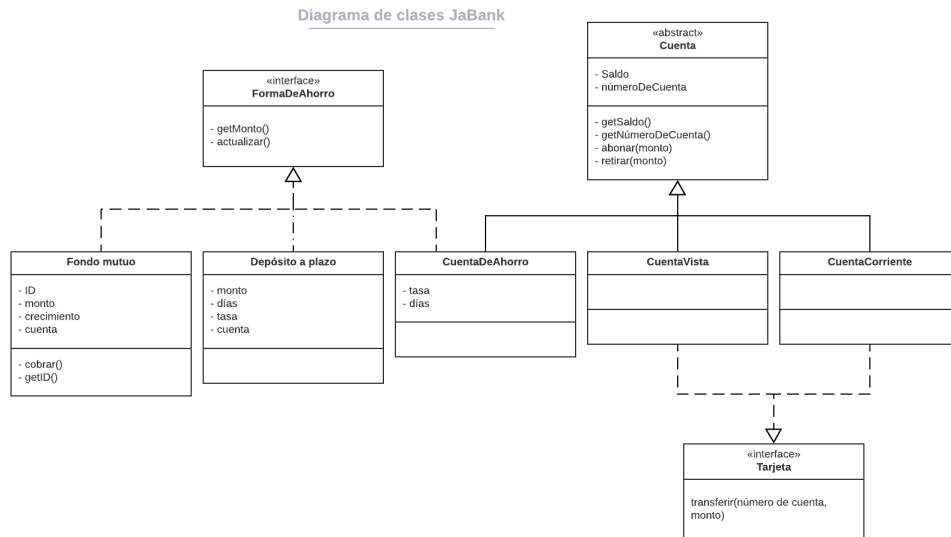 Diagrama de clases JaBank
«abstract»
Cuenta
- Saldo
- númeroDeCuenta
- getSaldo()
- getNúmeroDeCuenta()
- abonar(monto)
- retirar(monto)
«interface»
FormaDeAhorro
- getMonto()
- actualizar()
Fondo mutuo
- ID
- monto
- crecimiento
- cuenta
- cobrar()
- getID()
Depósito a plazo
- monto
- días
- tasa
- cuenta
CuentaDeAhorro
- tasa
- días
CuentaVista
CuentaCorriente
«interface»
Tarjeta
transferir(número de cuenta,
monto)